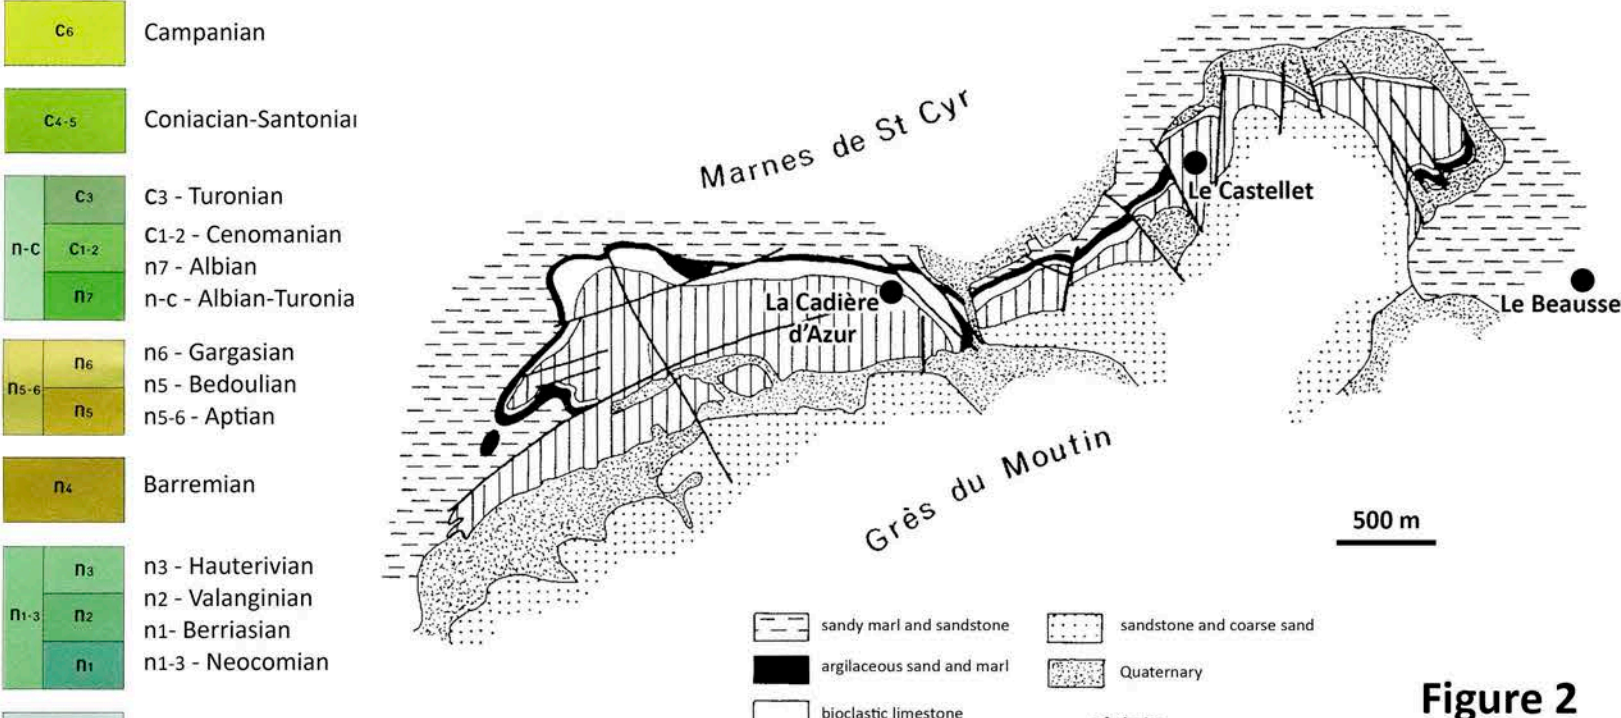 C6 Campanian
C4-5 Coniacian-Santonia
n-c C3 C1-2 n7
C3 - Turonian
C1-2 - Cenomanian
n7 - Albian
n-c - Albian-Turonia
n5-6 n6 n5
n6 - Gargasian
n5 - Bedoulian
n5-6 - Aptian
n4 Barremian
n1-3 n3 n2 n1
n3 - Hauterivian
n2 - Valanginian
n1- Berriasian
n1-3 - Neocomian
Marnes de St Cyr
Le Castellet
La Cadière
d'Azur
Le Beausse
Grès du Moutin
500 m
sandy marl and sandstone
argilaceous sand and marl
bioclastic limestone
sandstone and coarse sand
Quaternary
Figure 2